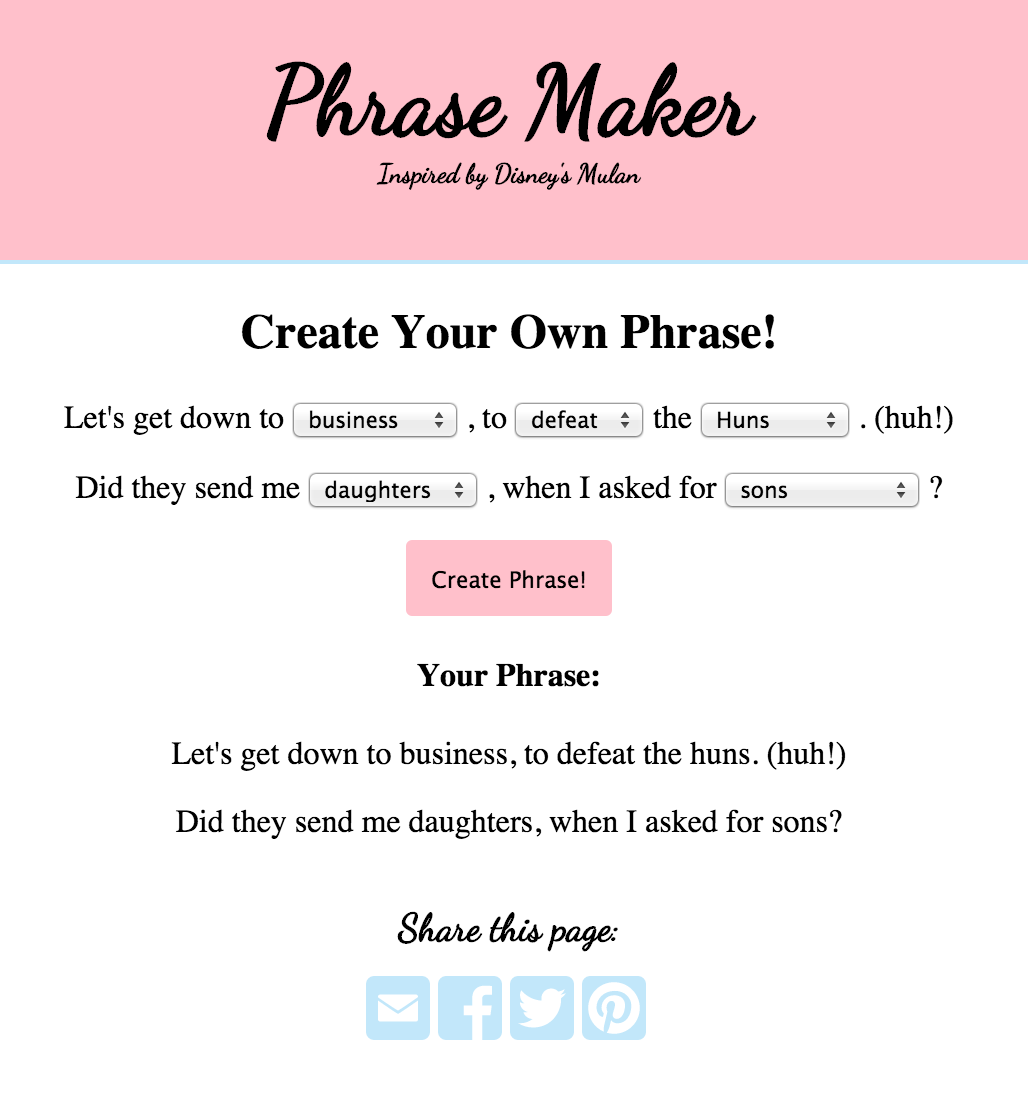 Phrase Maker
Inspired by Disney's Mulan
Create Your Own Phrase!
Let's get down to business , to defeat the Huns . (huh!)
Did they send me daughters , when I asked for sons ?
Create Phrase!
Your Phrase:
Let's get down to business, to defeat the huns. (huh!)
Did they send me daughters, when I asked for sons?
Share this page: